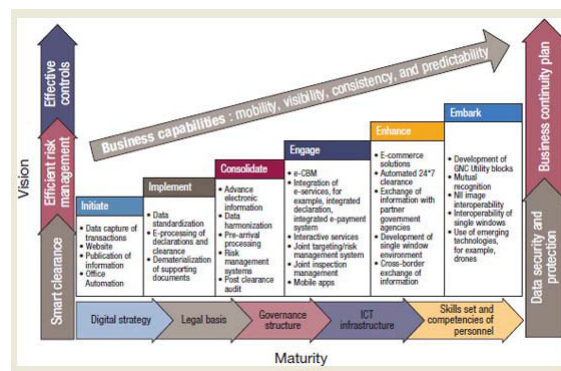 Effective
controls
Efficient risk
management
Smart clearance
Vision
Business capabilities : mobility, visibility, consistency, and predictability
Initiate
• Data capture of
transactions
• Website
• Publication of
information
• Office
Automation
Implement
• Data
standardization
• E-processing of
declarations and
clearance
• Dematerialization
of supporting
documents
Consolidate
• Advance
electronic
information
• Data
harmonization
• Pre-arrival
processing
• Risk
management
systems
• Post clearance
audit
Engage
• e-CBM
• Integration of
e-services, for
example, integrated
declaration,
integrated e-payment
system
• Interactive services
• Joint targeting/risk
management system
• Joint inspection
management
• Mobile apps
Enhance
• E-commerce
solutions
• Automated 24*7
clearance
• Exchange of
information with
partner
government
agencies
• Development of
single window
environment
• Cross-border
exchange of
information
Embark
• Development of
GNC Utility blocks
• Mutual
recognition
• NII image
interoperability
• Interoperability of
single windows
• Use of emerging
technologies,
for example,
drones
Business continuity plan
Data security and
protection
Digital strategy
Legal basis
Governance
structure
ICT
infrastructure
Skills set and
competencies of
personnel
Maturity